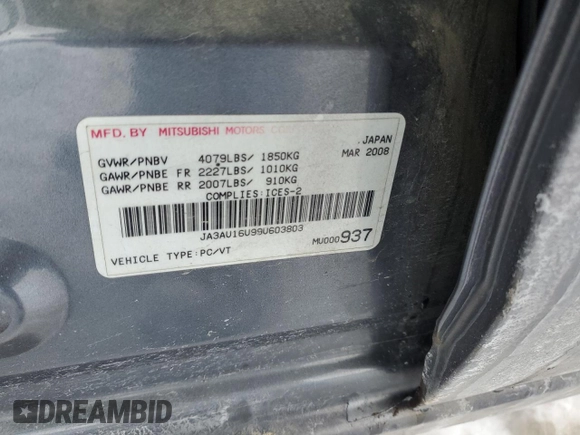 MFD. BY MITSUBISHI MOTORS
JAPAN
GVWR/PNBV 4079LBS/ 1850KG MAR 2008
GAWR/PNBE FR 2227LBS/ 1010KG
GAWR/PNBE RR 2007LBS/ 910KG
COMPLIES:ICES-2
JA3AU16U99U603803
MU000937
VEHICLE TYPE:PC/VT
DREAMBID